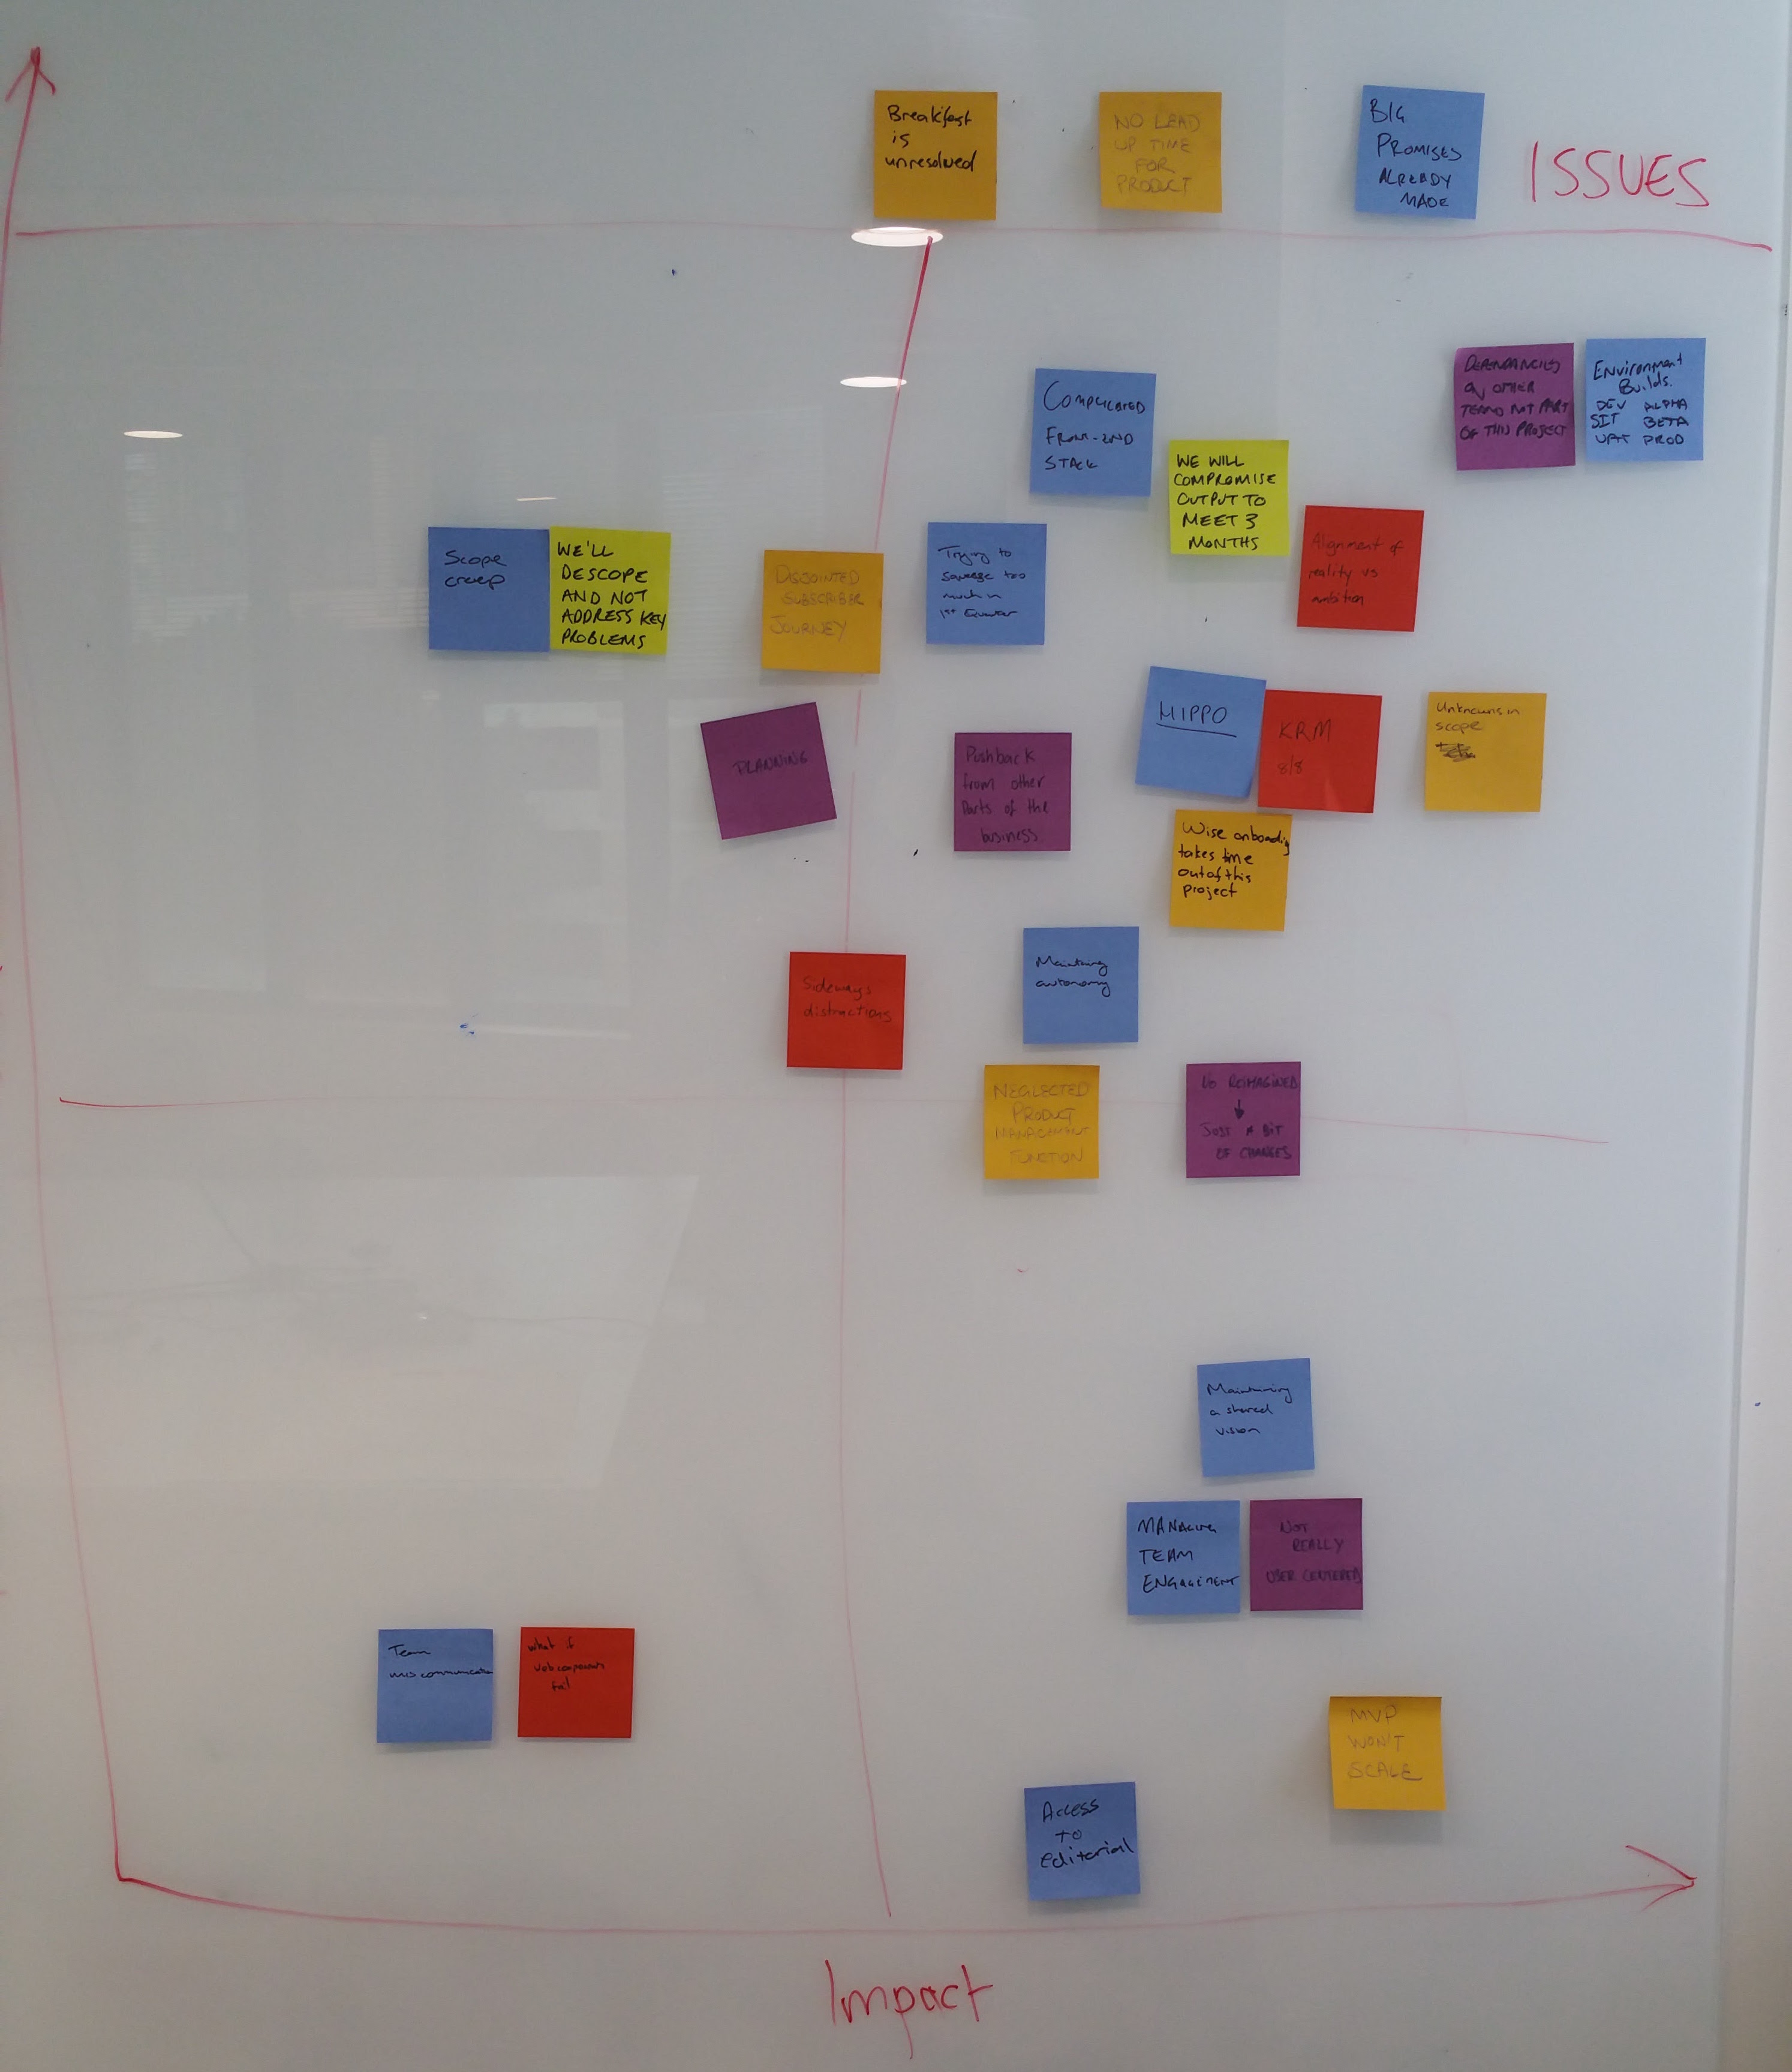 Breakfast
is
unresolved
NO LEAD
UP TIME
FOR
PRODUCT
BIG
PROMISES
ALREADY
MADE
ISSUES
COMPLICATED
FRONT-END
STACK
DEPENDANCIES
ON OTHER
TEAMS NOT PART
OF THIS PROJECT
Environment
Builds.
DEV ALPHA
SIT BETA
UAT PROD
WE WILL
COMPROMISE
OUTPUT TO
MEET 3
MONTHS
Scope
creep
WE'LL
DESCOPE
AND NOT
ADDRESS KEY
PROBLEMS
DISJOINTED
SUBSCRIBER
JOURNEY
Trying to
squeeze too
much in
1st Quarter
Alignment of
reality vs
ambition
PLANNING
Pushback
from other
parts of the
business
HIPPO
KRM
8/8
Unknowns in
scope
Wise onboarding
takes time
out of this
project
Sideways
distractions
Maintaing
autonomy
NEGLECTED
PRODUCT
MANAGEMENT
FUNCTION
REIMAGINED
JUST A BIT
OF CHANGES
Maintaining
a shared
vision
MANAGING
TEAM
ENGAGEMENT
NOT
REALLY
USER CENTERED
Team
miscommunication
what if
webcomponents
fail
MVP
WON'T
SCALE
Access
to
editorial
Impact